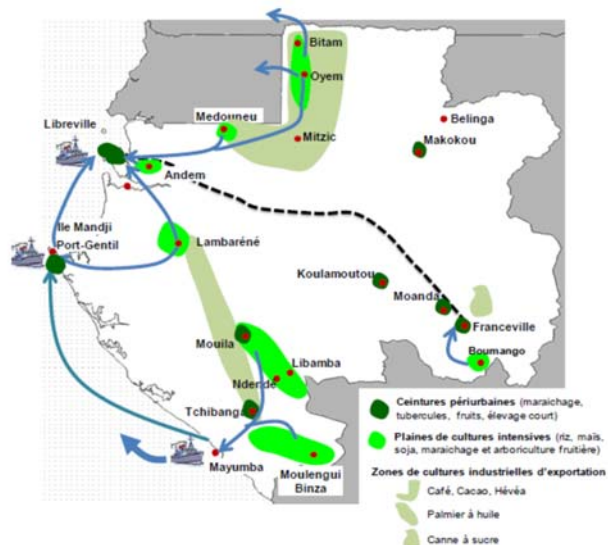 Bitam
Oyem
Medouneu
Belinga
Libreville
Mitzic
Makokou
Andem
Ile Mandji
Port-Gentil
Lambaréné
Koulamoutou
Moanda
Franceville
Mouila
Boumango
Libamba
Ndendé
Tchibanga
Mayumba
Moulengui
Binza
Ceintures périurbaines (maraichage,
tubercules, fruits, élevage court)
Plaines de cultures intensives (riz, maïs,
soja, maraichage et arboriculture fruitière)
Zones de cultures industrielles d'exportation
Café, Cacao, Hévéa
Palmier à huile
Canne à sucre